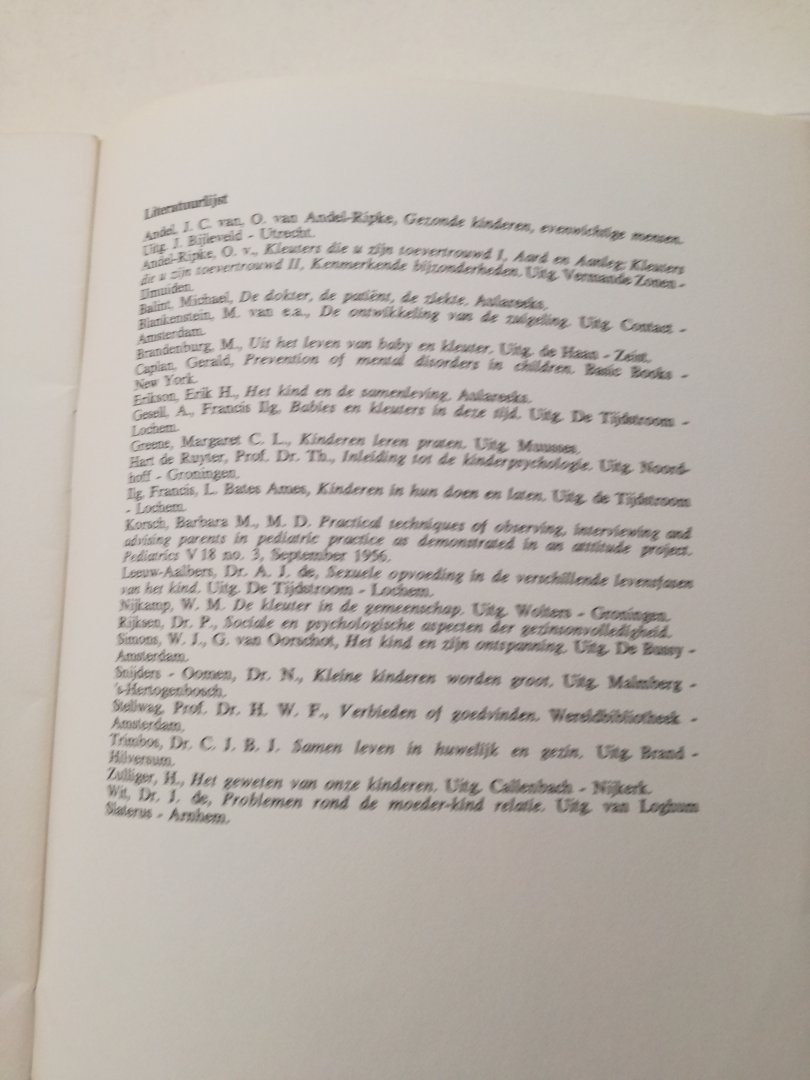 Literatuurlijst
Andel, J. C. van, O. van Andel-Ripke, Gezonde kinderen, evenwichtige mensen.
Uitg. J. Bijleveld - Utrecht.
Andel-Ripke, O. v., Kleuters die u zijn toevertrouwd I, Aard en Aanleg; Kleuters
die u zijn toevertrouwd II, Kenmerkende bijzonderheden. Uitg. Vermande Zonen -
IJmuiden.
Balint, Michael, De dokter, de patiënt, de ziekte. Aulareeks.
Blankenstein, M. van e.a., De ontwikkeling van de zuigeling. Uitg. Contact -
Amsterdam.
Brandenburg, M., Uit het leven van baby en kleuter. Uitg. de Haan - Zeist.
Caplan, Gerald, Prevention of mental disorders in children. Basic Books -
New York.
Erikson, Erik H., Het kind en de samenleving. Aulareeks.
Gesell, A., Francis Ilg, Babies en kleuters in deze tijd. Uitg. De Tijdstroom -
Lochem.
Greene, Margaret C. L., Kinderen leren praten. Uitg. Muusses.
Hart de Ruyter, Prof. Dr. Th., Inleiding tot de kinderpsychologie. Uitg. Noord-
hoff - Groningen.
Ilg, Francis, L. Bates Ames, Kinderen in hun doen en laten. Uitg. de Tijdstroom
- Lochem.
Korsch, Barbara M., M. D. Practical techniques of observing, interviewing and
advising parents in pediatric practice as demonstrated in an attitude project.
Pediatrics V 18 no. 3, September 1956.
Leeuw-Aalbers, Dr. A. J. de, Sexuele opvoeding in de verschillende levensfasen
van het kind. Uitg. De Tijdstroom - Lochem.
Nijkamp, W. M. De kleuter in de gemeenschap. Uitg. Wolters - Groningen.
Rijksen, Dr. P., Sociale en psychologische aspecten der gezinsonvolledigheid.
Simons, W. J., G. van Oorschot, Het kind en zijn ontspanning. Uitg. De Bussy -
Amsterdam.
Snijders - Oomen, Dr. N., Kleine kinderen worden groot. Uitg. Malmberg -
's-Hertogenbosch.
Stellwag, Prof. Dr. H. W. F., Verbieden of goedvinden. Wereldbibliotheek -
Amsterdam.
Trimbos, Dr. C. J. B. J. Samen leven in huwelijk en gezin. Uitg. Brand -
Hilversum.
Zulliger, H., Het geweten van onze kinderen. Uitg. Callenbach - Nijkerk.
Wit, Dr. J. de, Problemen rond de moeder-kind relatie. Uitg. van Loghum
Slaterus - Arnhem.